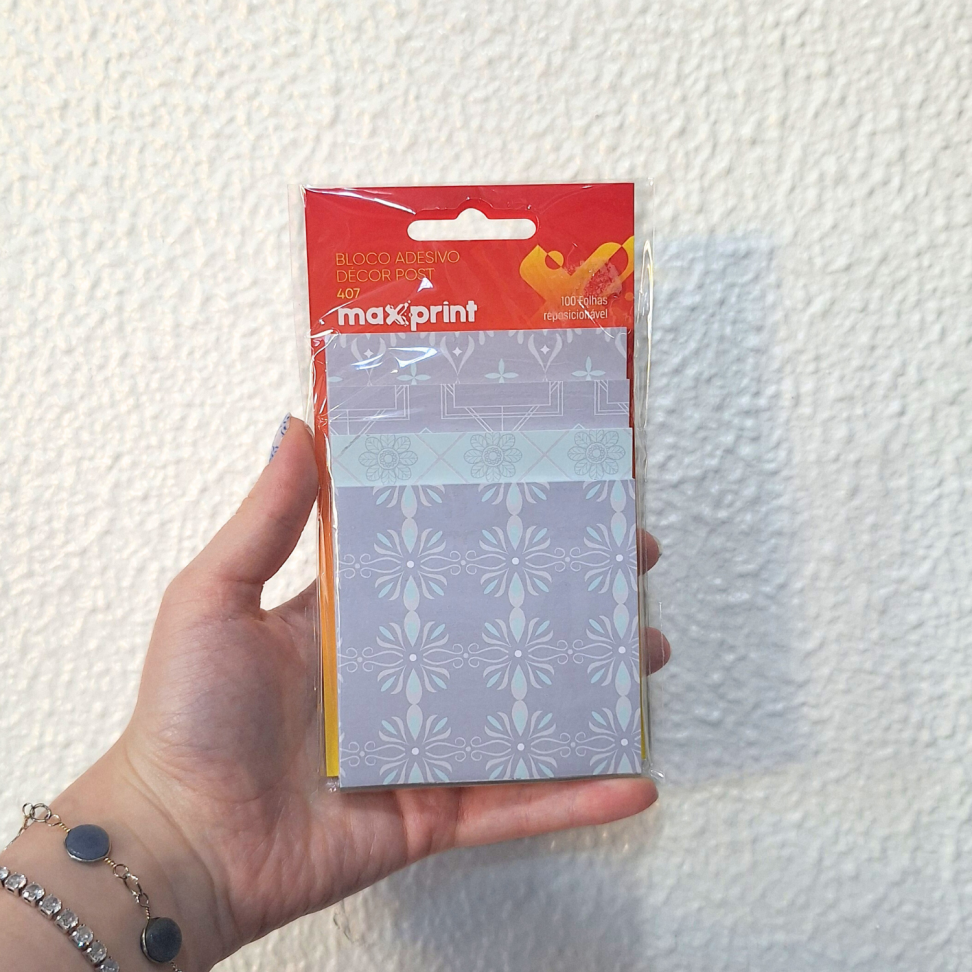 BLOCO ADESIVO
DÉCOR POST
407
maxprint
100 Folhas
reposicionável